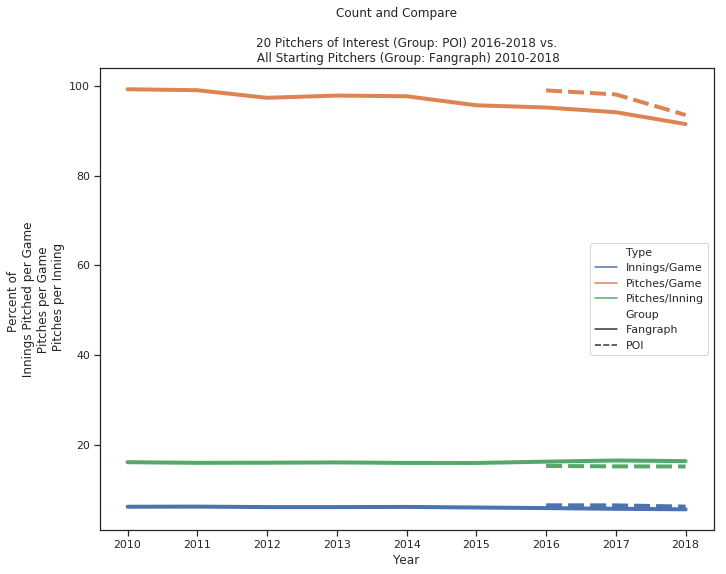 Count and Compare
20 Pitchers of Interest (Group: POI) 2016-2018 vs.
All Starting Pitchers (Group: Fangraph) 2010-2018
Percent of
Innings Pitched per Game
Pitches per Game
Pitches per Inning
100
80
60
40
20
Type
Innings/Game
Pitches/Game
Pitches/Inning
Group
Fangraph
POI
2010 2011 2012 2013 2014 2015 2016 2017 2018
Year